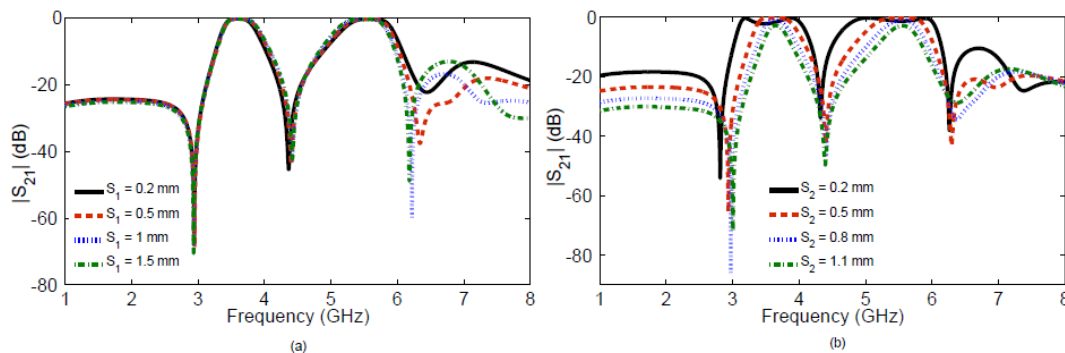 0
-20
-40
-60
-80
|S21| (dB)
S1 = 0.2 mm
S1 = 0.5 mm
S1 = 1 mm
S1 = 1.5 mm
1 2 3 4 5 6 7 8
Frequency (GHz)
(a)
0
-20
-40
-60
-80
|S21| (dB)
S2 = 0.2 mm
S2 = 0.5 mm
S2 = 0.8 mm
S2 = 1.1 mm
1 2 3 4 5 6 7 8
Frequency (GHz)
(b)